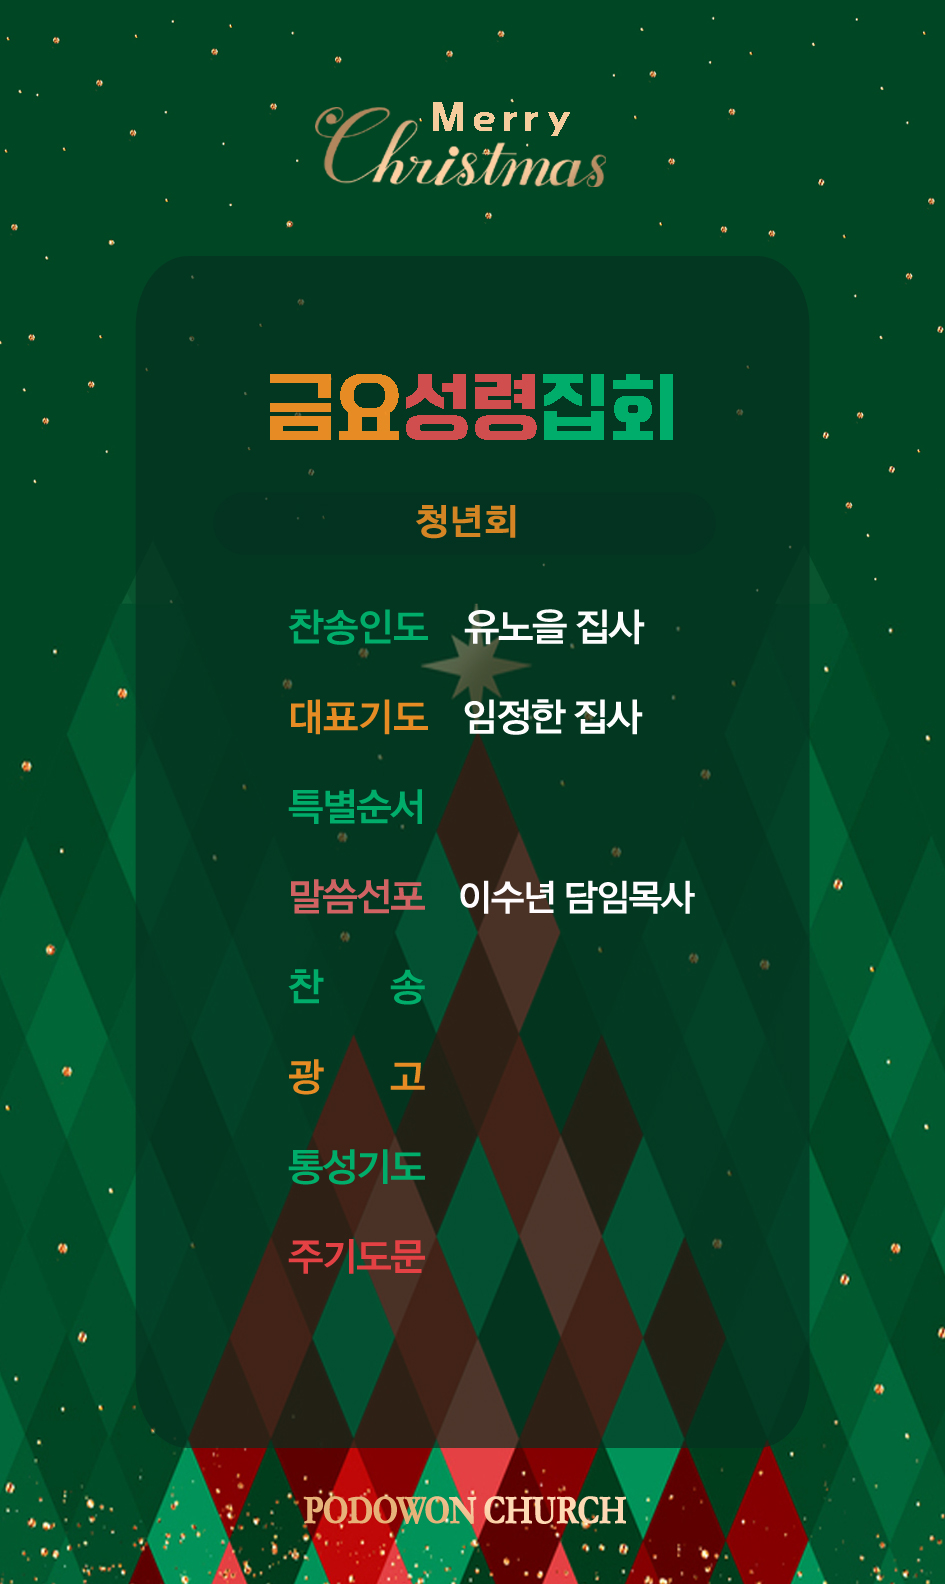 Merry
Christmas
금요성령집회
청년회
찬송인도 유노을 집사
대표기도 임정한 집사
특별순서
말씀선포 이수년 담임목사
찬 송
광 고
통성기도
주기도문
PODOWON CHURCH